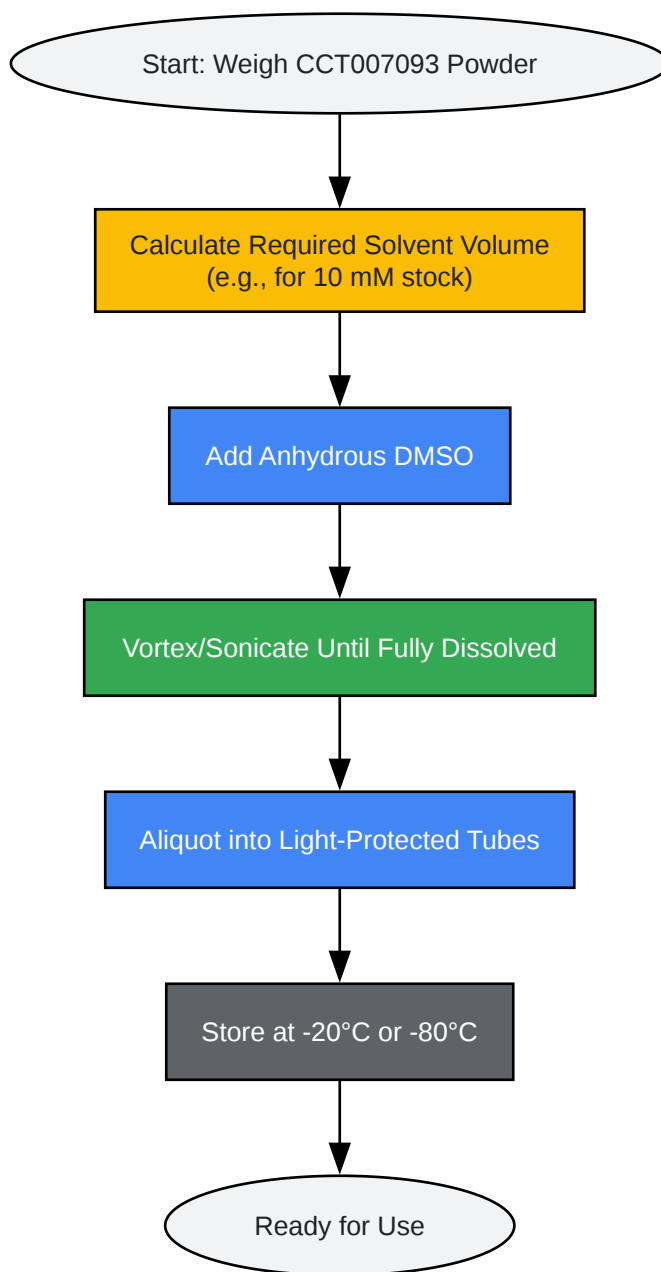 Start: Weigh CCT007093 Powder
Calculate Required Solvent Volume
(e.g., for 10 mM stock)
Add Anhydrous DMSO
Vortex/Sonicate Until Fully Dissolved
Aliquot into Light-Protected Tubes
Store at -20°C or -80°C
Ready for Use